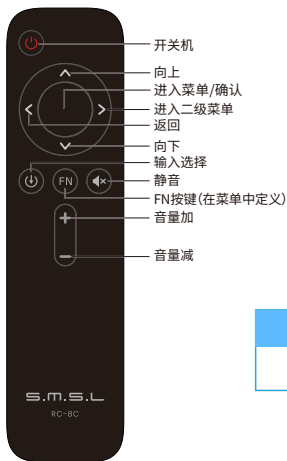 开关机
向上
进入菜单/确认
进入二级菜单
返回
向下
输入选择
静音
FN
FN按键(在菜单中定义)
音量加
音量减
S.M.S.L
RC-8C